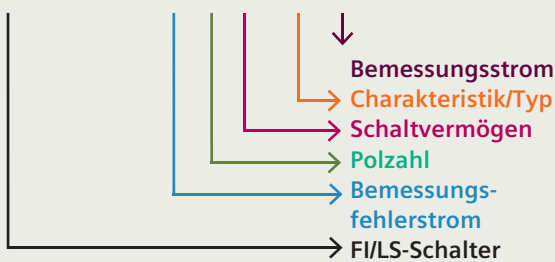 Bemessungsstrom
Charakteristik/Typ
Schaltvermögen
Polzahl
Bemessungs-
fehlerstrom
FI/LS-Schalter